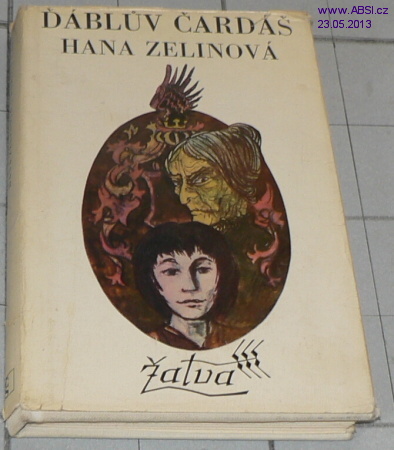 www.ABSI.cz
23.05.2013
ĎÁBLŮV ČARDÁŠ
HANA ZELINOVÁ
Žatva